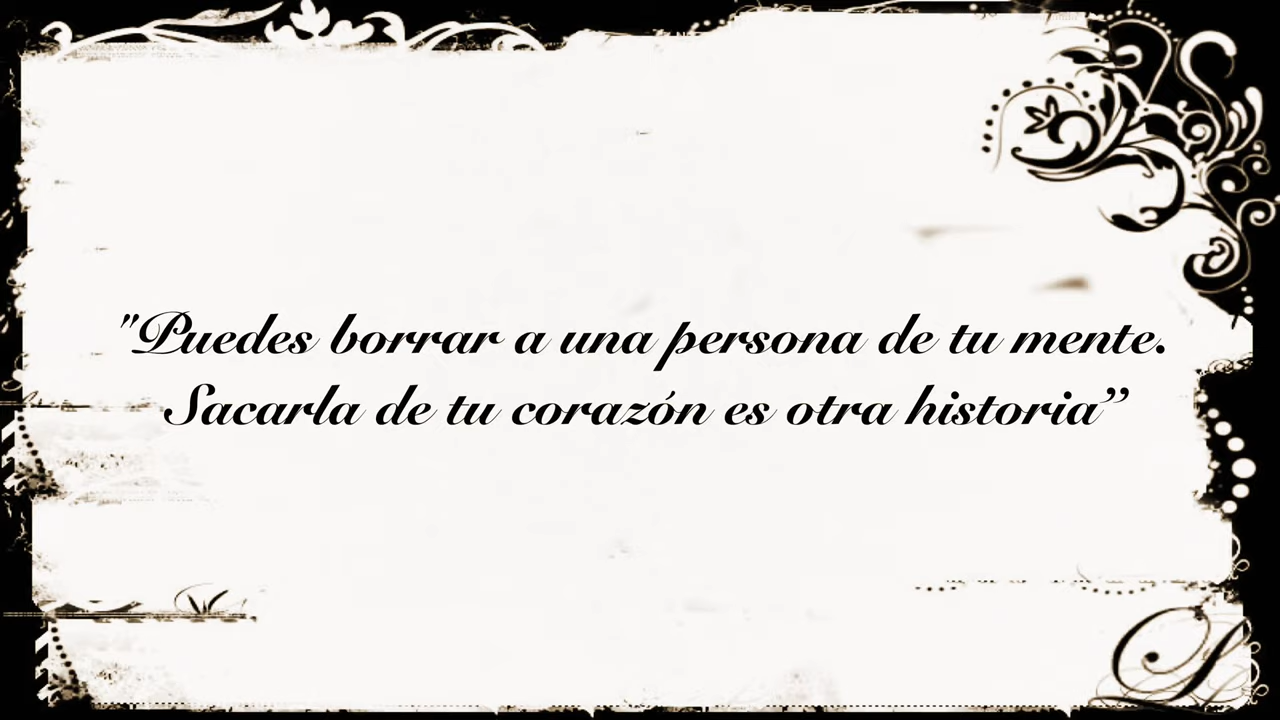 "Puedes borrar a una persona de tu mente.
Sacarla de tu corazón es otra historia”